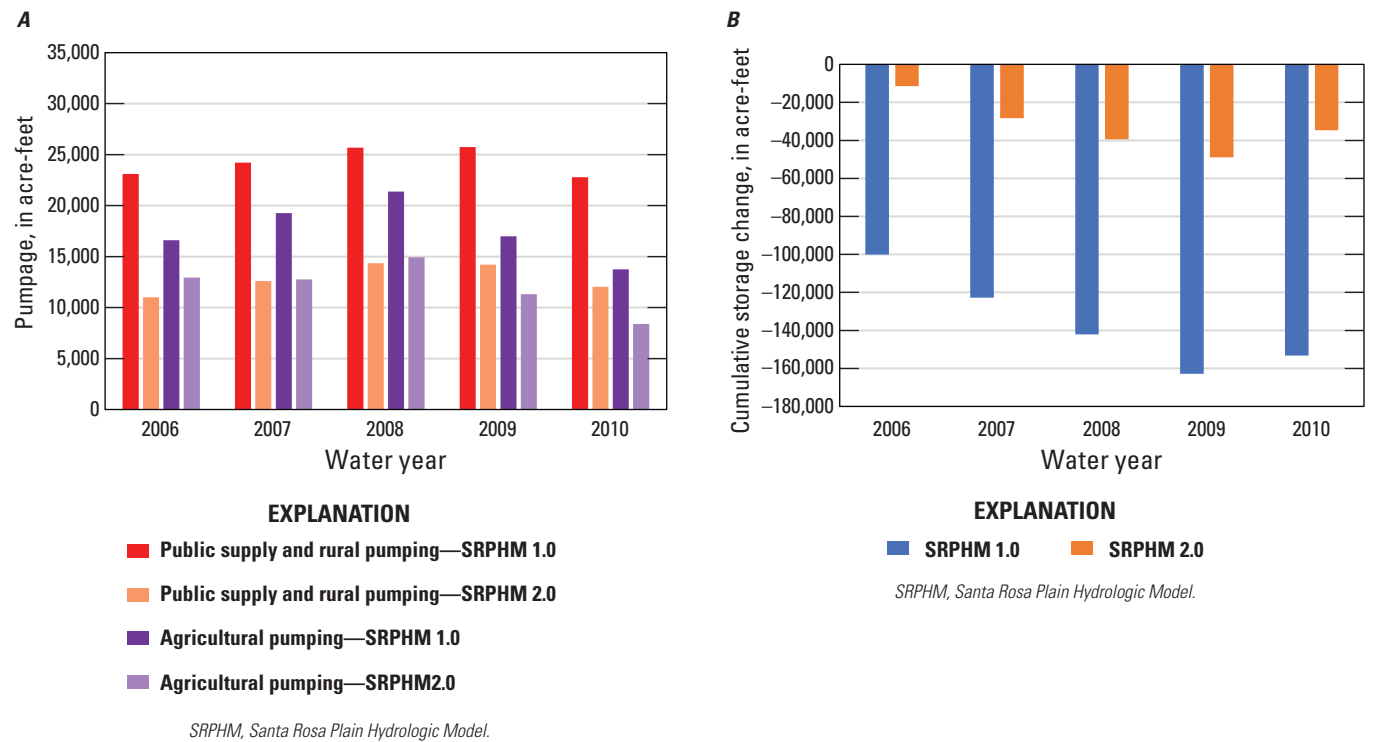 A
Pumpage, in acre-feet
35,000
30,000
25,000
20,000
15,000
10,000
5,000
0
2006 2007 2008 2009 2010
Water year
EXPLANATION
Public supply and rural pumping—SRPHM 1.0
Public supply and rural pumping—SRPHM 2.0
Agricultural pumping—SRPHM 1.0
Agricultural pumping—SRPHM2.0
SRPHM, Santa Rosa Plain Hydrologic Model.
B
Cumulative storage change, in acre-feet
0
−20,000
−40,000
−60,000
−80,000
−100,000
−120,000
−140,000
−160,000
−180,000
2006 2007 2008 2009 2010
Water year
EXPLANATION
SRPHM 1.0 SRPHM 2.0
SRPHM, Santa Rosa Plain Hydrologic Model.